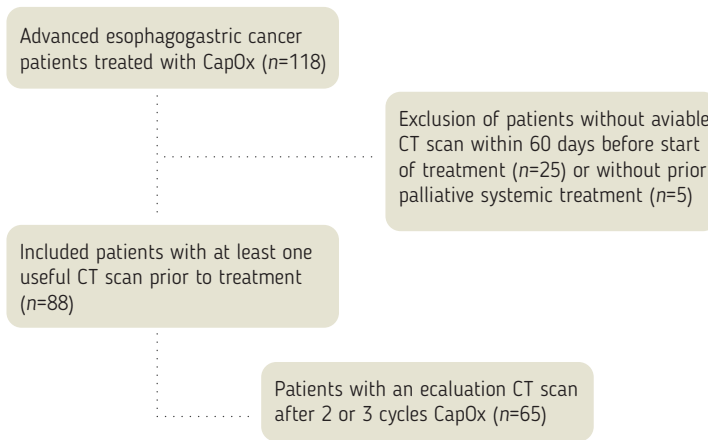 Advanced esophagogastric cancer
patients treated with CapOx (n=118)
Exclusion of patients without aviable
CT scan within 60 days before start
of treatment (n=25) or without prior
palliative systemic treatment (n=5)
Included patients with at least one
useful CT scan prior to treatment
(n=88)
Patients with an ecaluation CT scan
after 2 or 3 cycles CapOx (n=65)